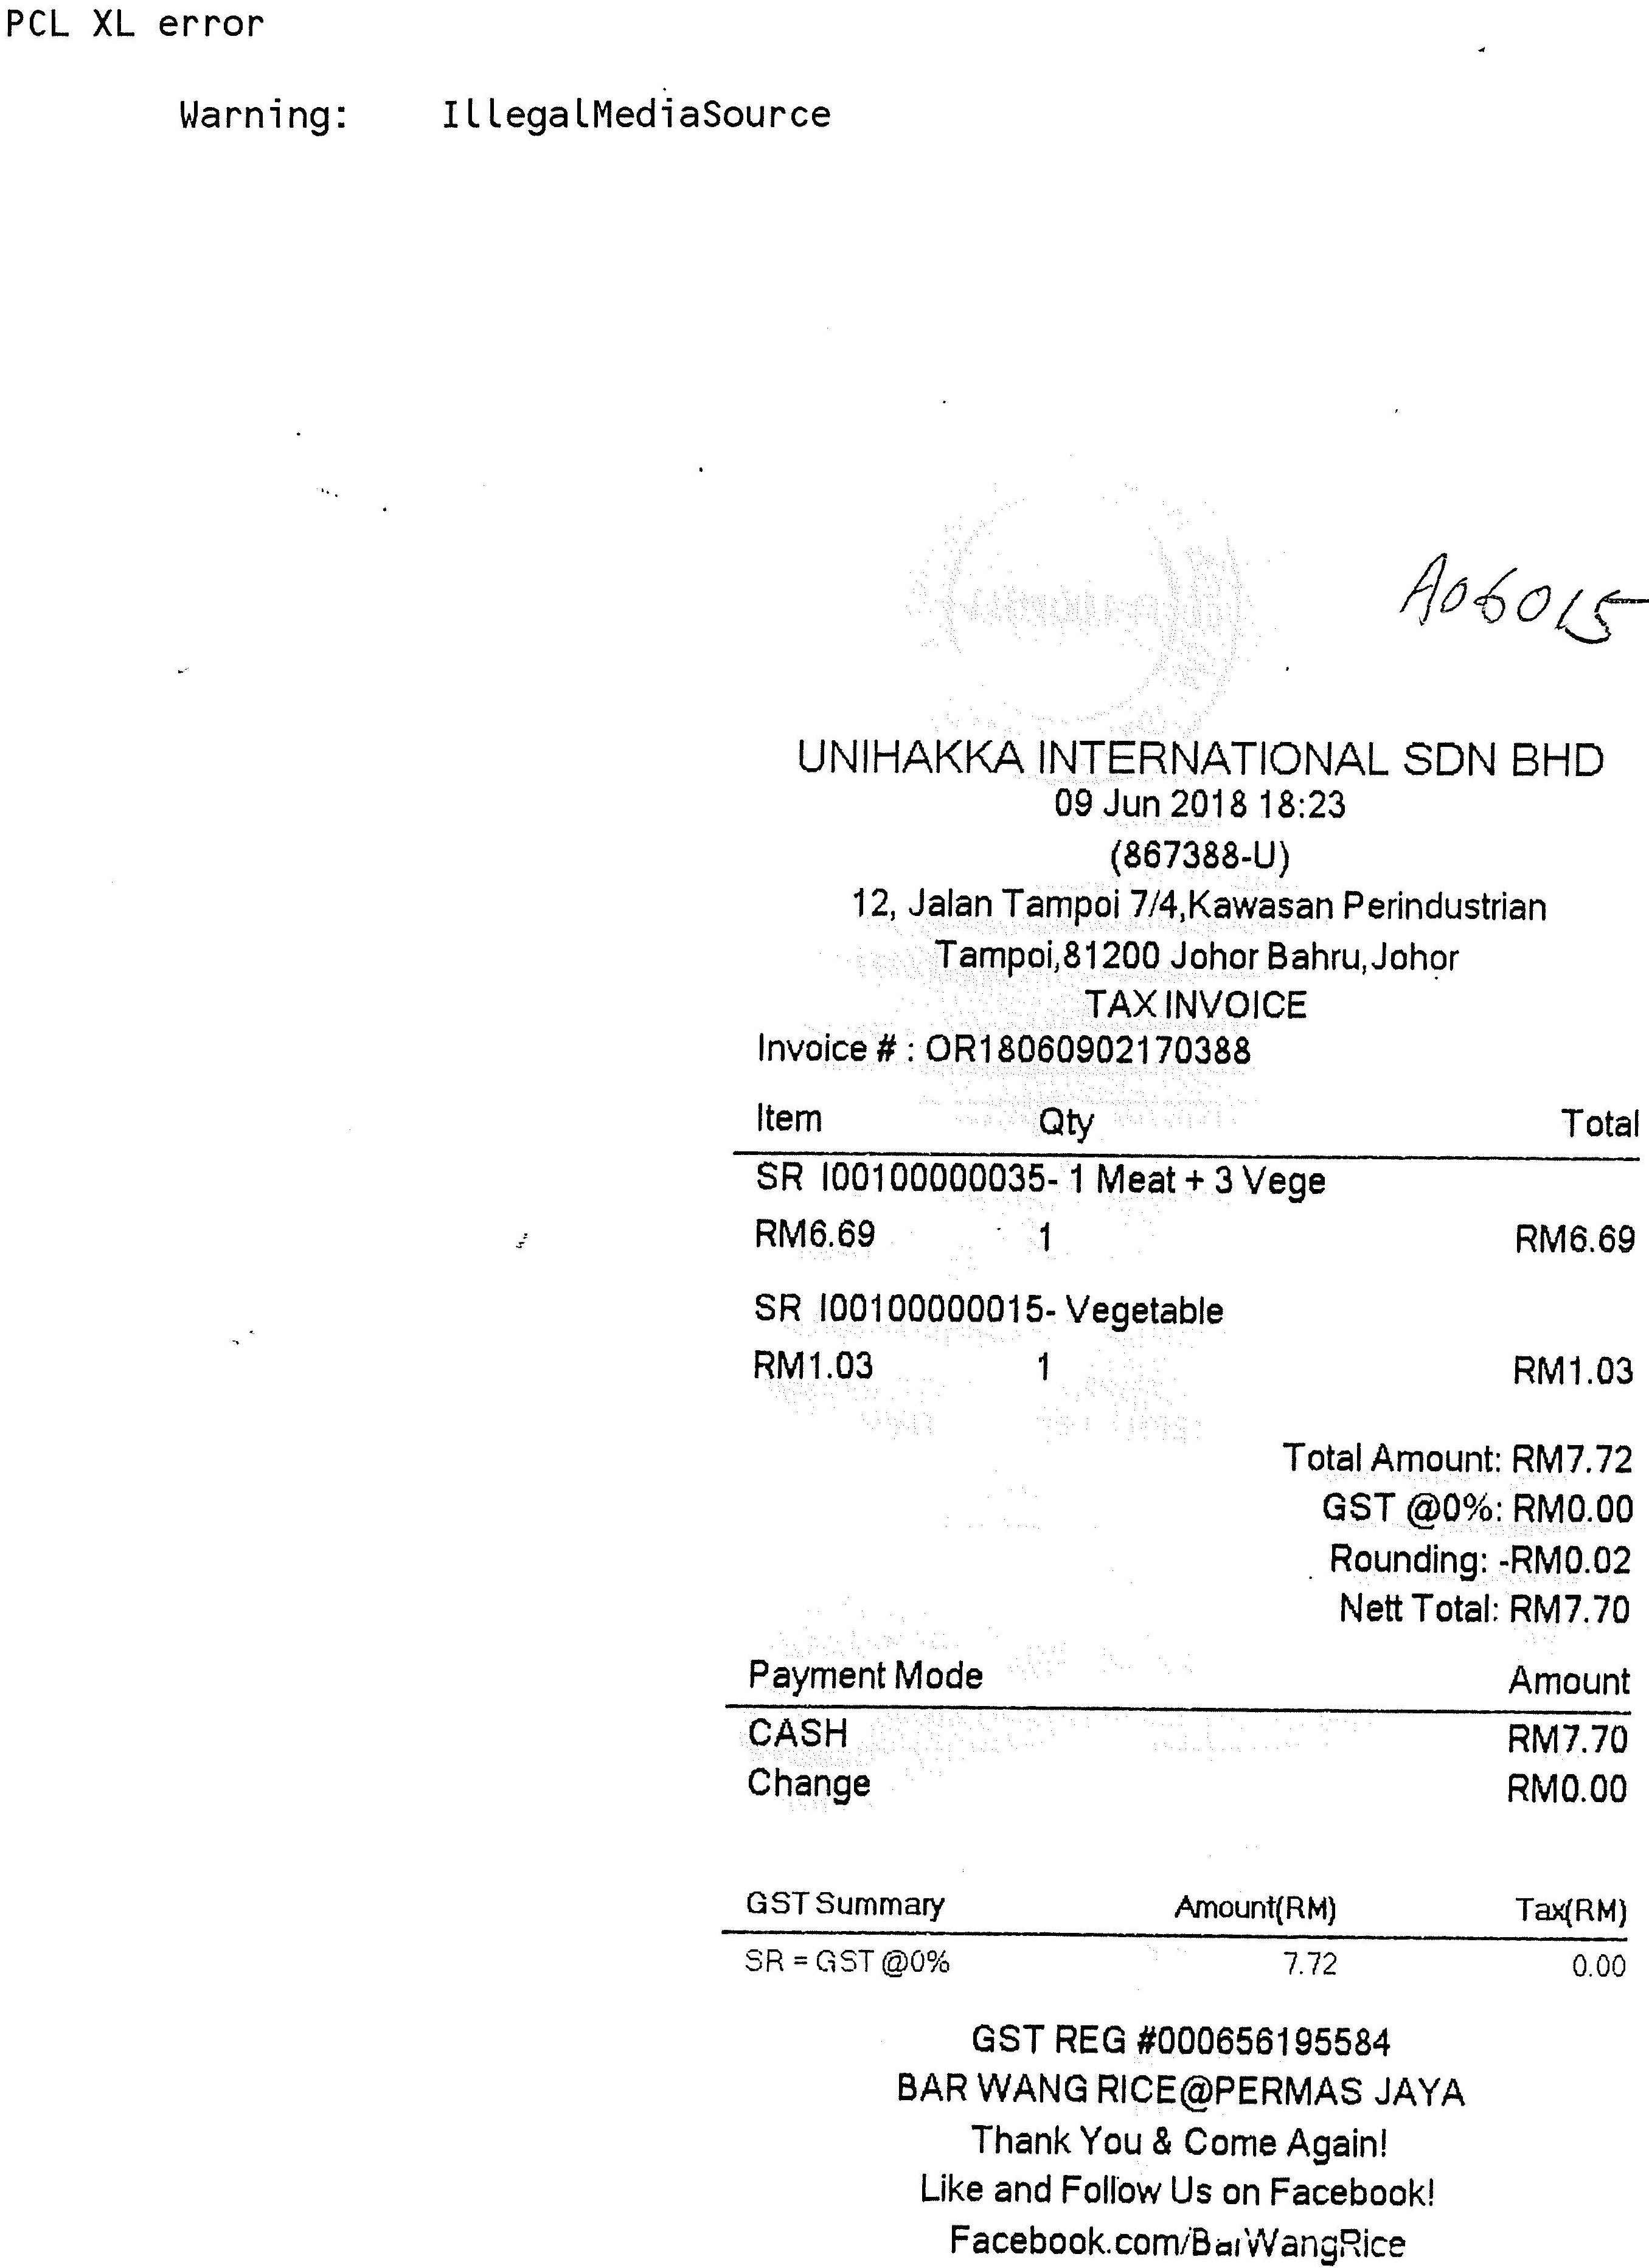 PCL XL error
Warning: IllegalMediaSource
A06015
UNIHAKKA INTERNATIONAL SDN BHD
09 Jun 2018 18:23
(867388-U)
12, Jalan Tampoi 7/4,Kawasan Perindustrian
Tampoi,81200 Johor Bahru,Johor
TAX INVOICE
Invoice # : OR18060902170388
Item Qty Total
SR I00100000035- 1 Meat + 3 Vege
RM6.69 1 RM6.69
SR I00100000015- Vegetable
RM1.03 1 RM1.03
Total Amount: RM7.72
GST @0%: RM0.00
Rounding: -RM0.02
Nett Total: RM7.70
Payment Mode Amount
CASH RM7.70
Change RM0.00
GST Summary Amount(RM) Tax(RM)
SR = GST @0% 7.72 0.00
GST REG #000656195584
BAR WANG RICE@PERMAS JAYA
Thank You & Come Again!
Like and Follow Us on Facebook!
Facebook.com/BarWangRice